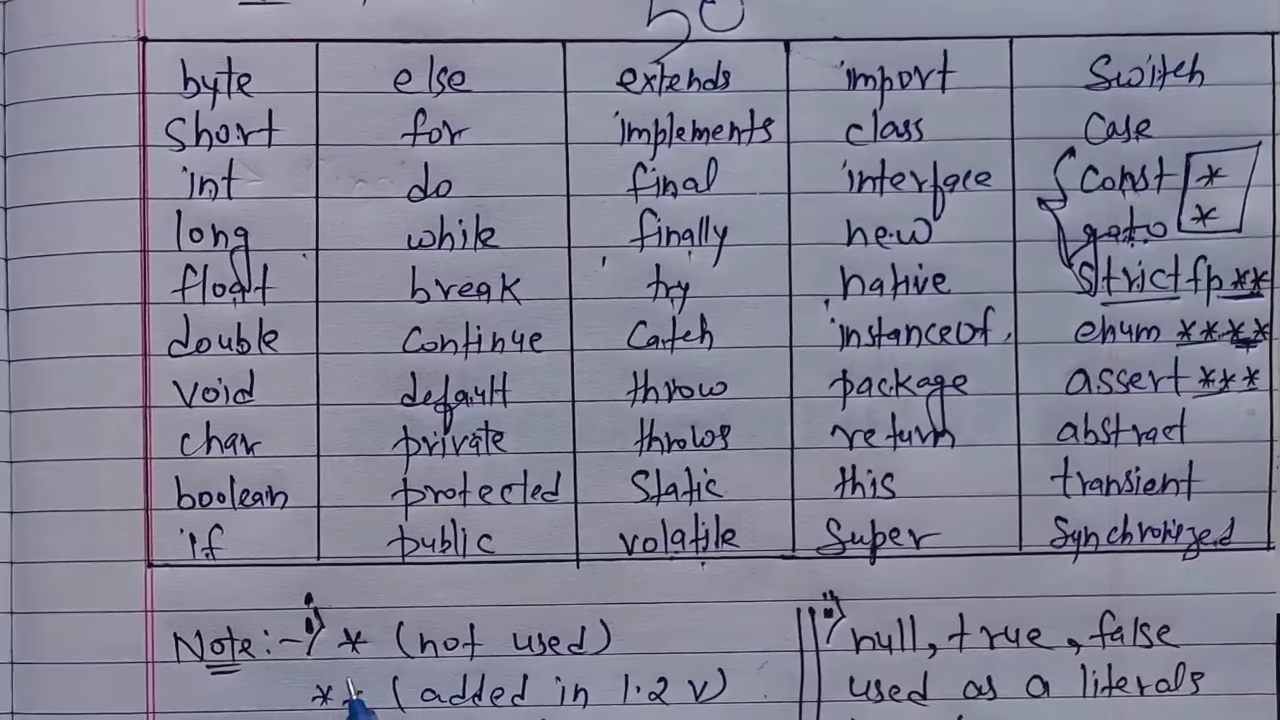 50
byte else extends import Switch
Short for implements class Case
int do final interface Const *
long while finally new goto *
float break try native Strictfp **
double Continue Catch instanceof enum ****
Void default throw package assert ***
char private throws return abstract
boolean protected Static this transient
if public volatile Super Synchronized
Note:- i) * (not used)
** (added in 1.2 V)
ii) null, true, false
used as a literals